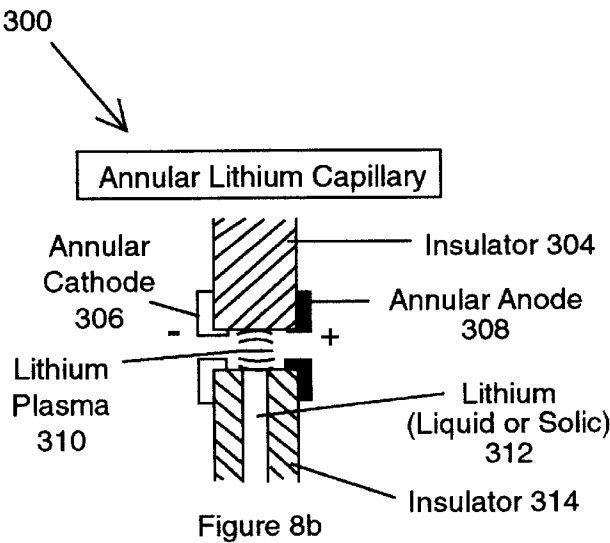 300
Annular Lithium Capillary
Annular
Cathode
306
Insulator 304
Annular Anode
308
-
+
Lithium
Plasma
310
Lithium
(Liquid or Solic)
312
Insulator 314
Figure 8b